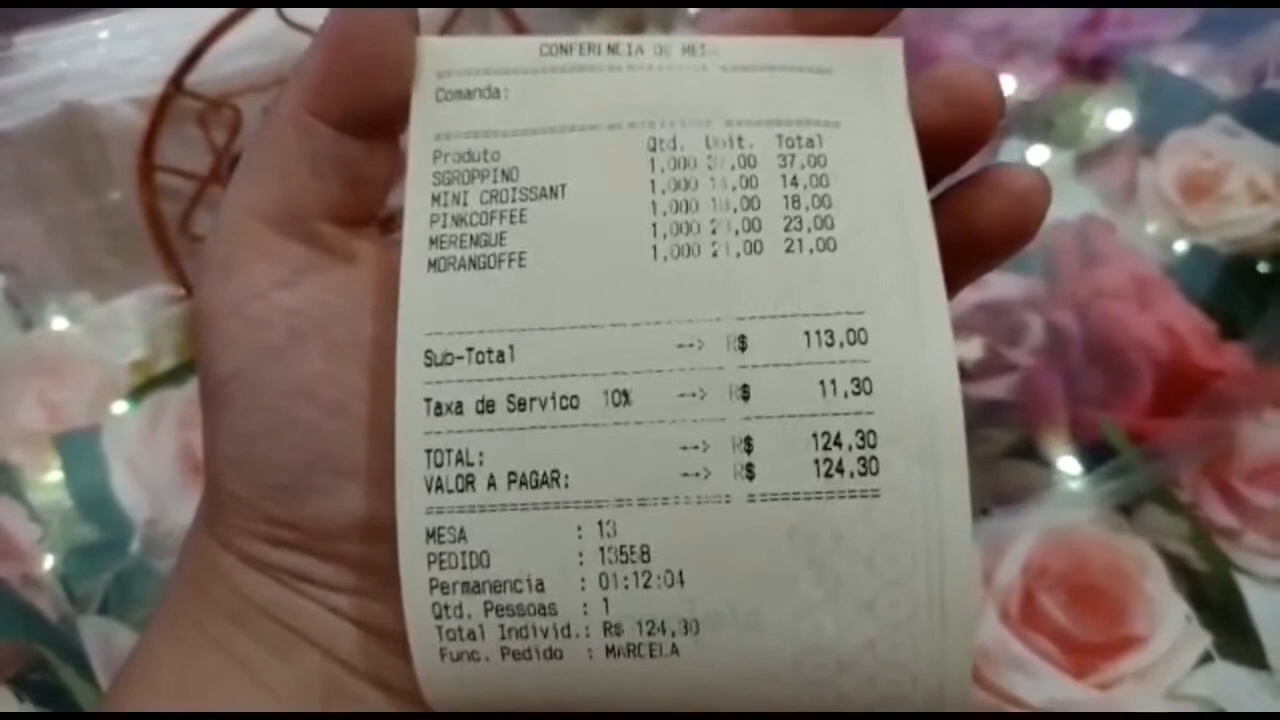 CONFERENCIA DE MESA
Comanda:
Produto Qtd. Unit. Total
SGROPPINO 1,000 37,00 37,00
MINI CROISSANT 1,000 14,00 14,00
PINKCOFFEE 1,000 18,00 18,00
MERENGUE 1,000 23,00 23,00
MORANGOFFE 1,000 21,00 21,00
Sub-Total --> R$ 113,00
Taxa de Servico 10% --> R$ 11,30
TOTAL: --> R$ 124,30
VALOR A PAGAR: --> R$ 124,30
MESA : 13
PEDIDO : 13558
Permanencia : 01:12:04
Qtd. Pessoas : 1
Total Individ.: R$ 124,30
Func. Pedido : MARCELA